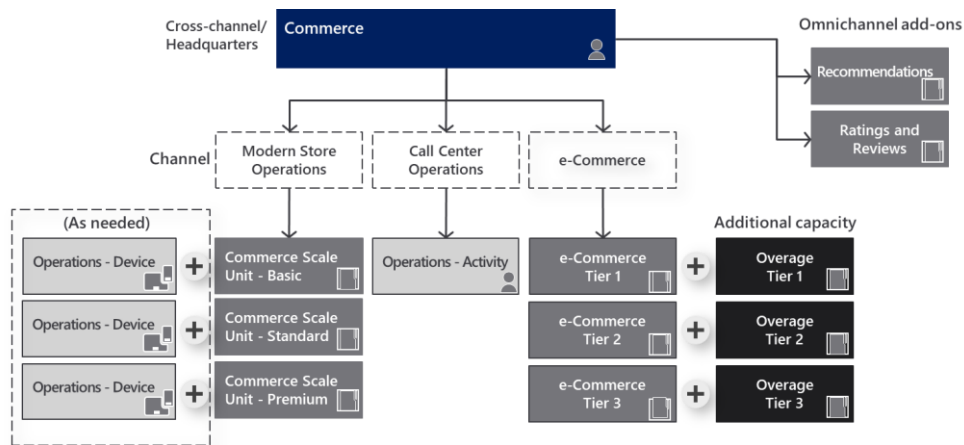 Cross-channel/
Headquarters
Commerce
Omnichannel add-ons
Recommendations
Ratings and
Reviews
Channel
Modern Store
Operations
Call Center
Operations
e-Commerce
(As needed)
Additional capacity
Operations - Device
+
Commerce Scale
Unit - Basic
Operations - Activity
e-Commerce
Tier 1
+
Overage
Tier 1
Operations - Device
+
Commerce Scale
Unit - Standard
e-Commerce
Tier 2
+
Overage
Tier 2
Operations - Device
+
Commerce Scale
Unit - Premium
e-Commerce
Tier 3
+
Overage
Tier 3